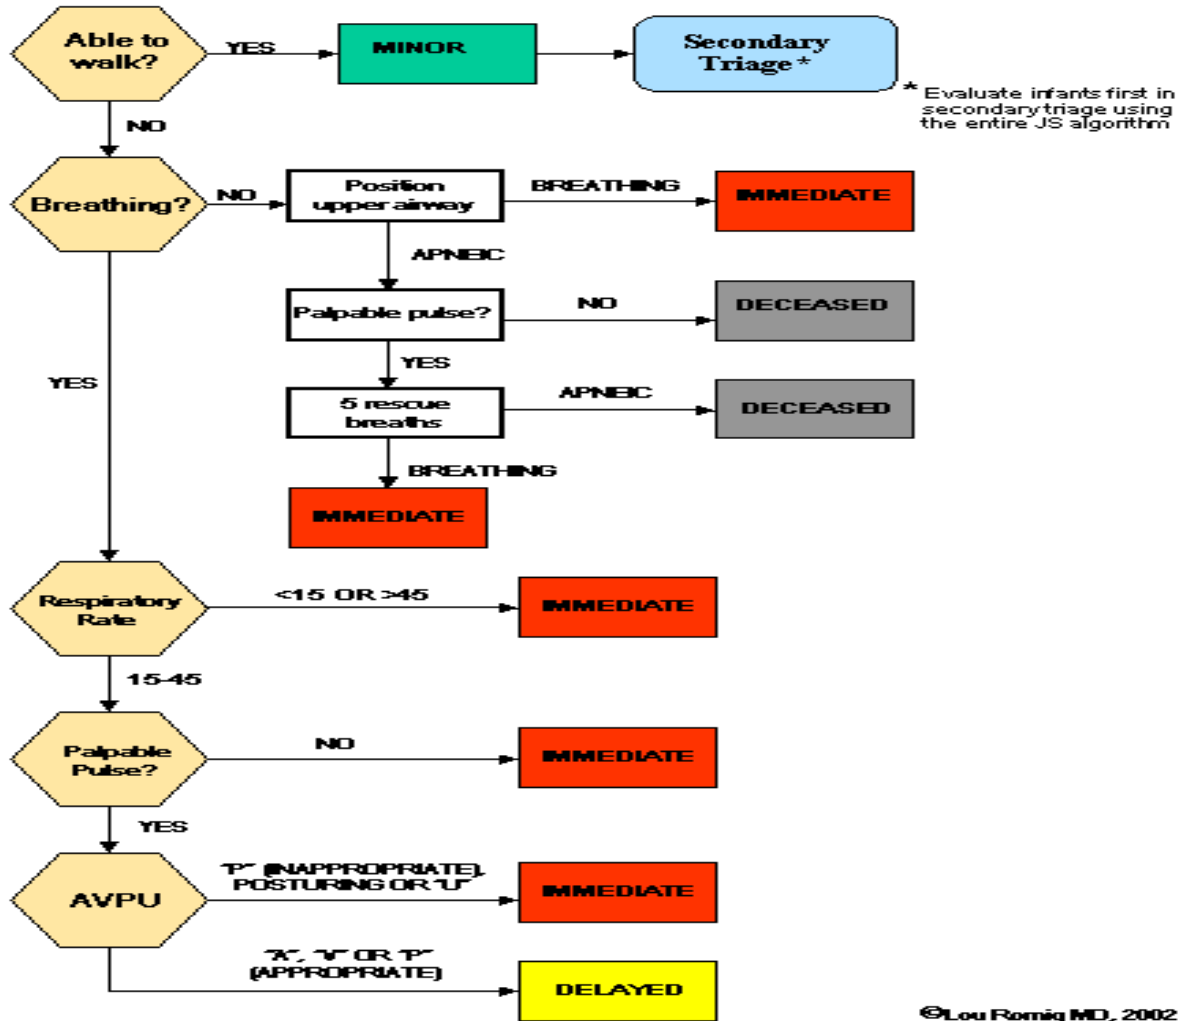 Able to
walk?
YES
MINOR
Secondary
Triage *
* Evaluate infants first in
secondary triage using
the entire JS algorithm
NO
Breathing?
NO
Position
upper airway
BREATHING
IMMEDIATE
APNEIC
Palpable pulse?
NO
DECEASED
YES
5 rescue
breaths
APNEIC
DECEASED
BREATHING
IMMEDIATE
YES
Respiratory
Rate
<15 OR >45
IMMEDIATE
15-45
Palpable
Pulse?
NO
IMMEDIATE
YES
AVPU
"P" (INAPPROPRIATE),
POSTURING OR "U"
IMMEDIATE
"A", "V" OR "P"
(APPROPRIATE)
DELAYED
©Lou Romig MD, 2002